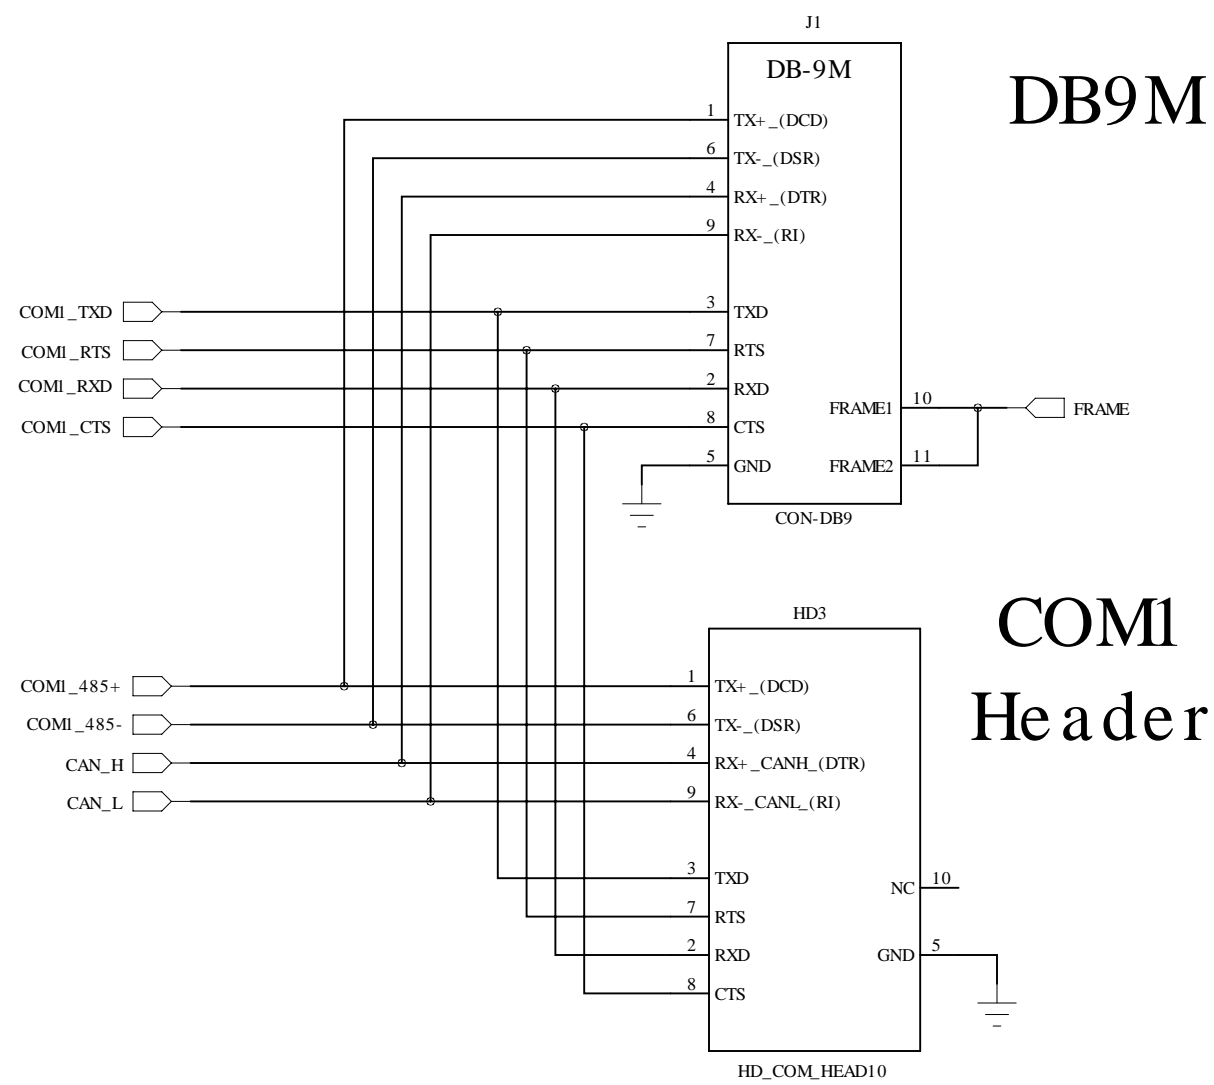 J1
DB-9M
DB9M
1 TX+_(DCD)
6 TX-_(DSR)
4 RX+_(DTR)
9 RX-_(RI)
COM1_TXD 3 TXD
COM1_RTS 7 RTS
COM1_RXD 2 RXD
FRAME1 10 FRAME
COM1_CTS 8 CTS
5 GND FRAME2 11
CON-DB9
COM1
Header
HD3
COM1_485+ 1 TX+_(DCD)
COM1_485- 6 TX-_(DSR)
CAN_H 4 RX+_CANH_(DTR)
CAN_L 9 RX-_CANL_(RI)
3 TXD
NC 10
7 RTS
2 RXD GND 5
8 CTS
HD_COM_HEAD10